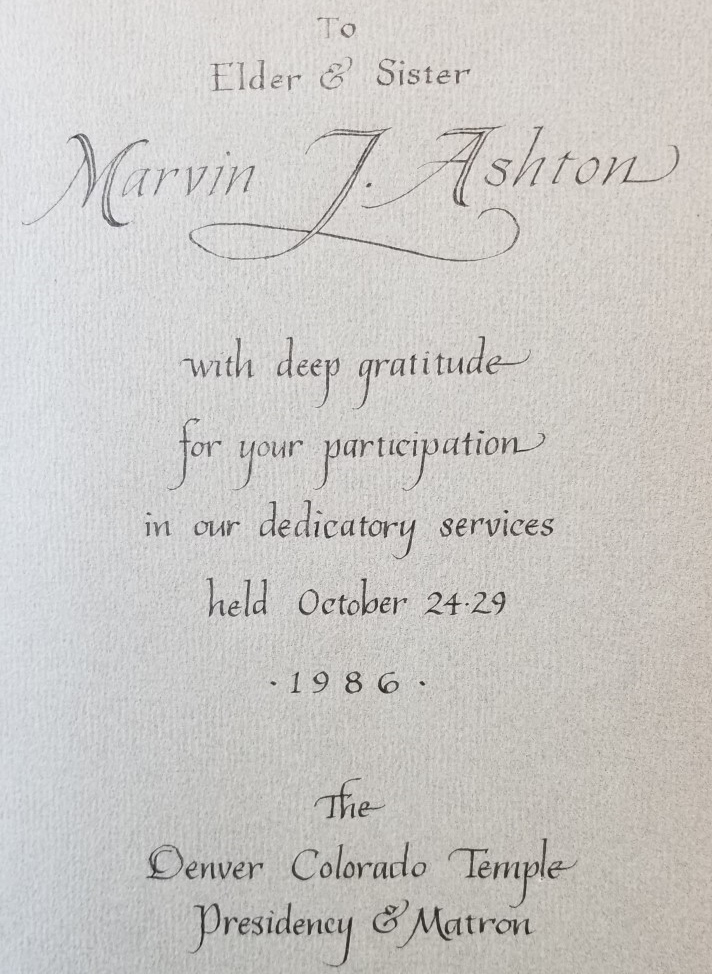 To
Elder & Sister
Marvin J. Ashton
with deep gratitude
for your participation
in our dedicatory services
held October 24·29
· 1986 ·
The
Denver Colorado Temple
Presidency & Matron